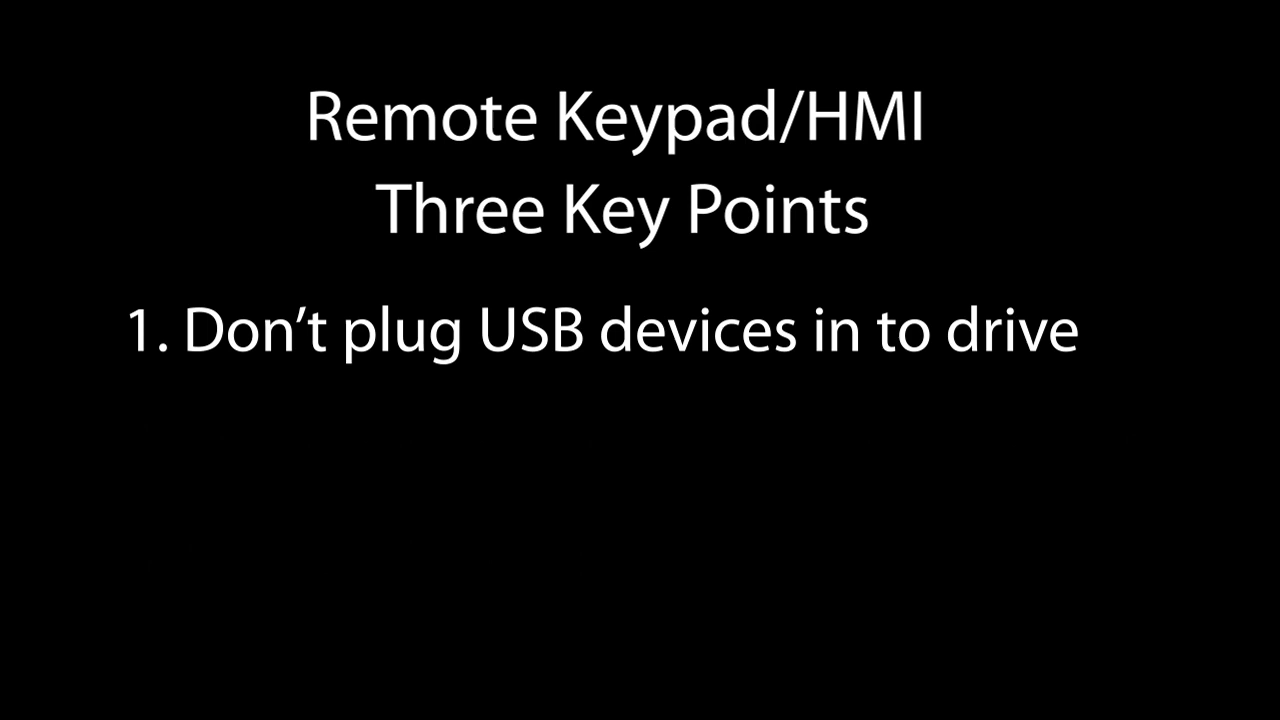 Remote Keypad/HMI
Three Key Points
1. Don’t plug USB devices in to drive